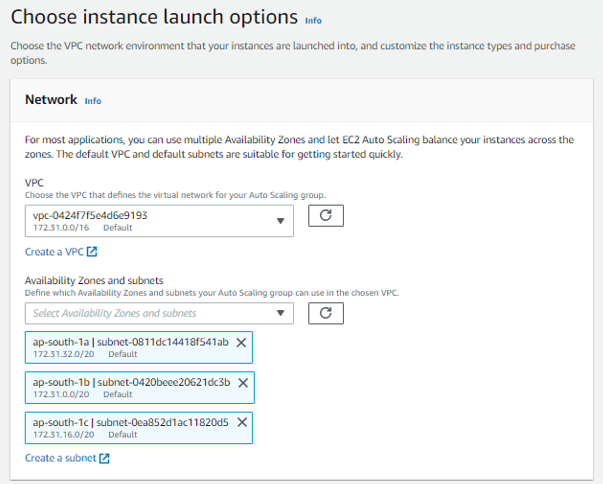 Choose instance launch options Info
Choose the VPC network environment that your instances are launched into, and customize the instance types and purchase
options.
Network Info
For most applications, you can use multiple Availability Zones and let EC2 Auto Scaling balance your instances across the
zones. The default VPC and default subnets are suitable for getting started quickly.
VPC
Choose the VPC that defines the virtual network for your Auto Scaling group.
vpc-0424f7f5e4d6e9193
172.31.0.0/16 Default
Create a VPC
Availability Zones and subnets
Define which Availability Zones and subnets your Auto Scaling group can use in the chosen VPC.
Select Availability Zones and subnets
ap-south-1a | subnet-0811dc14418f541ab
172.31.32.0/20 Default
ap-south-1b | subnet-0420beee20621dc3b
172.31.0.0/20 Default
ap-south-1c | subnet-0ea852d1ac11820d5
172.31.16.0/20 Default
Create a subnet